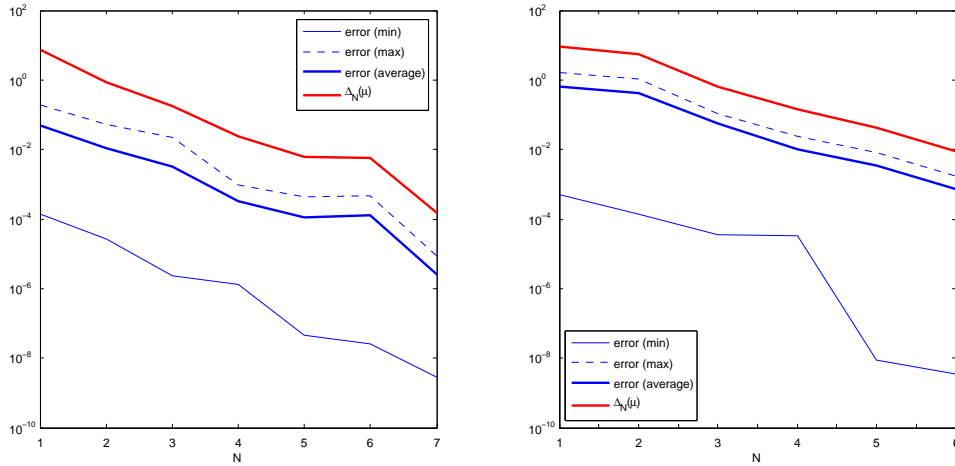 10^2
10^0
10^−2
10^−4
10^−6
10^−8
10^−10
1 2 3 4 5 6 7
N
error (min)
error (max)
error (average)
Δ_N(μ)
10^2
10^0
10^−2
10^−4
10^−6
10^−8
10^−10
1 2 3 4 5 6
N
error (min)
error (max)
error (average)
Δ_N(μ)